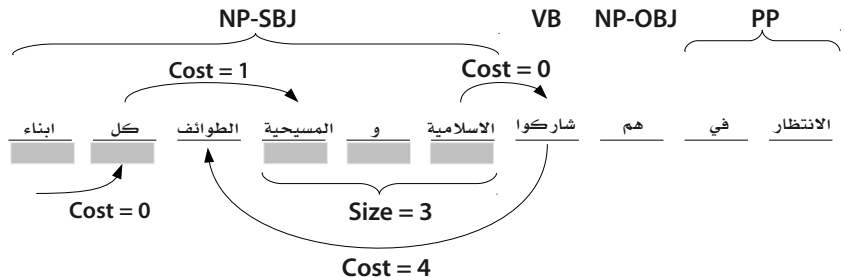 NP-SBJ VB NP-OBJ PP
Cost = 1 Cost = 0
ابناء كل الطوائف المسيحية و الاسلامية شاركوا هم في الانتظار
Cost = 0 Size = 3
Cost = 4